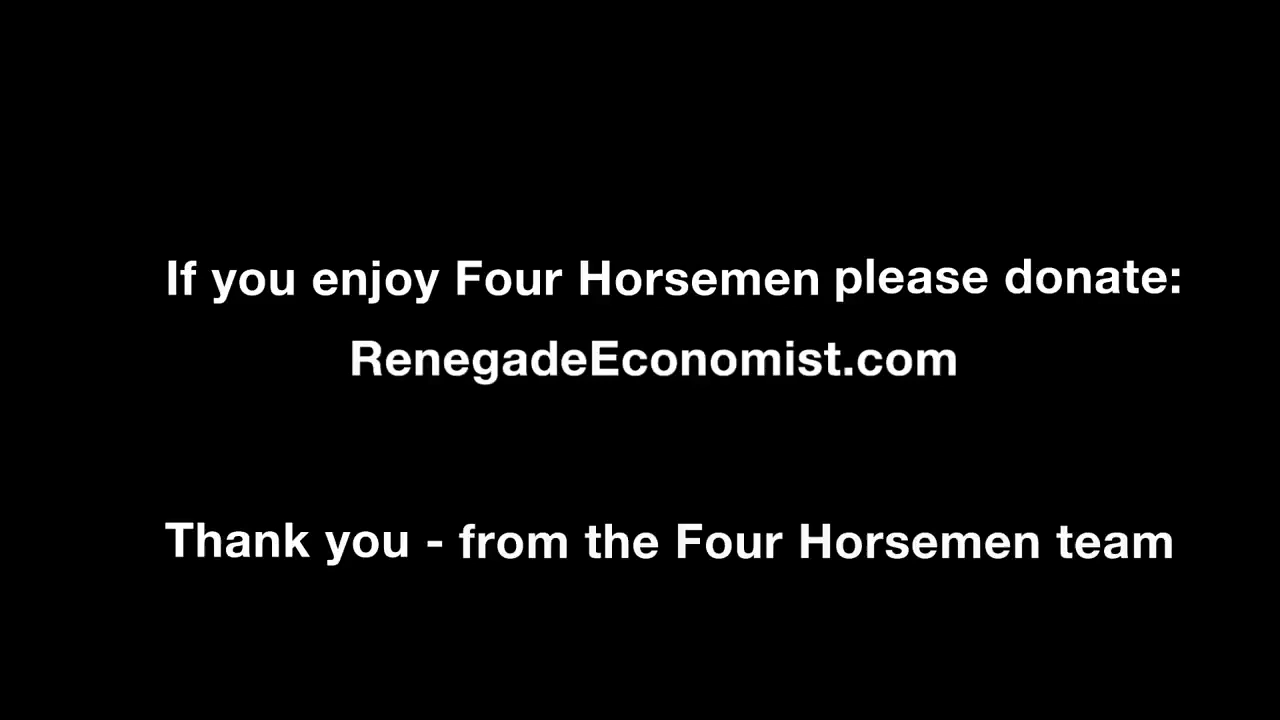 If you enjoy Four Horsemen please donate:
RenegadeEconomist.com
Thank you - from the Four Horsemen team